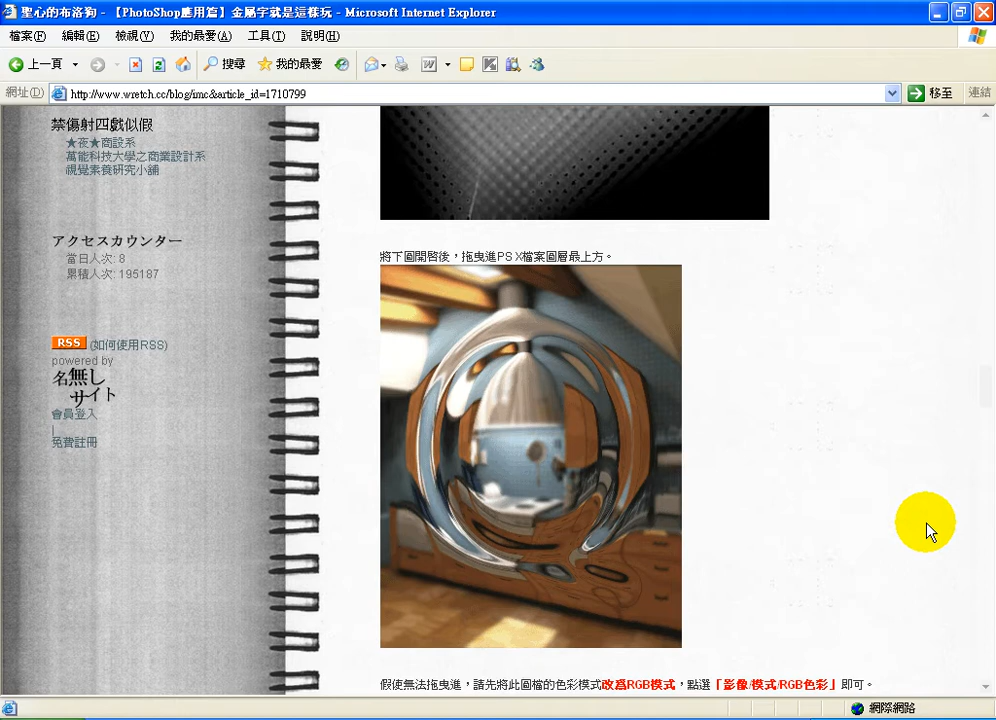 聖心的布洛狗 - 【PhotoShop應用篇】金屬字就是這樣玩 - Microsoft Internet Explorer
檔案(F) 編輯(E) 檢視(V) 我的最愛(A) 工具(T) 說明(H)
上一頁 搜尋 我的最愛
網址(D) http://www.wretch.cc/blog/imc&article_id=1710799 移至 連結
禁傷射四戲似假
★夜★商設系
萬能科技大學之商業設計系
視覺素養研究小舖
アクセスカウンター
當日人次: 8
累積人次: 195187
RSS (如何使用RSS)
powered by
名無し
サイト
會員登入
|
免費註冊
將下圖開啓後，拖曳進PS X檔案圖層最上方。
假使無法拖曳進，請先將此圖檔的色彩模式改爲RGB模式，點選「影像/模式/RGB色彩」即可。
網際網路